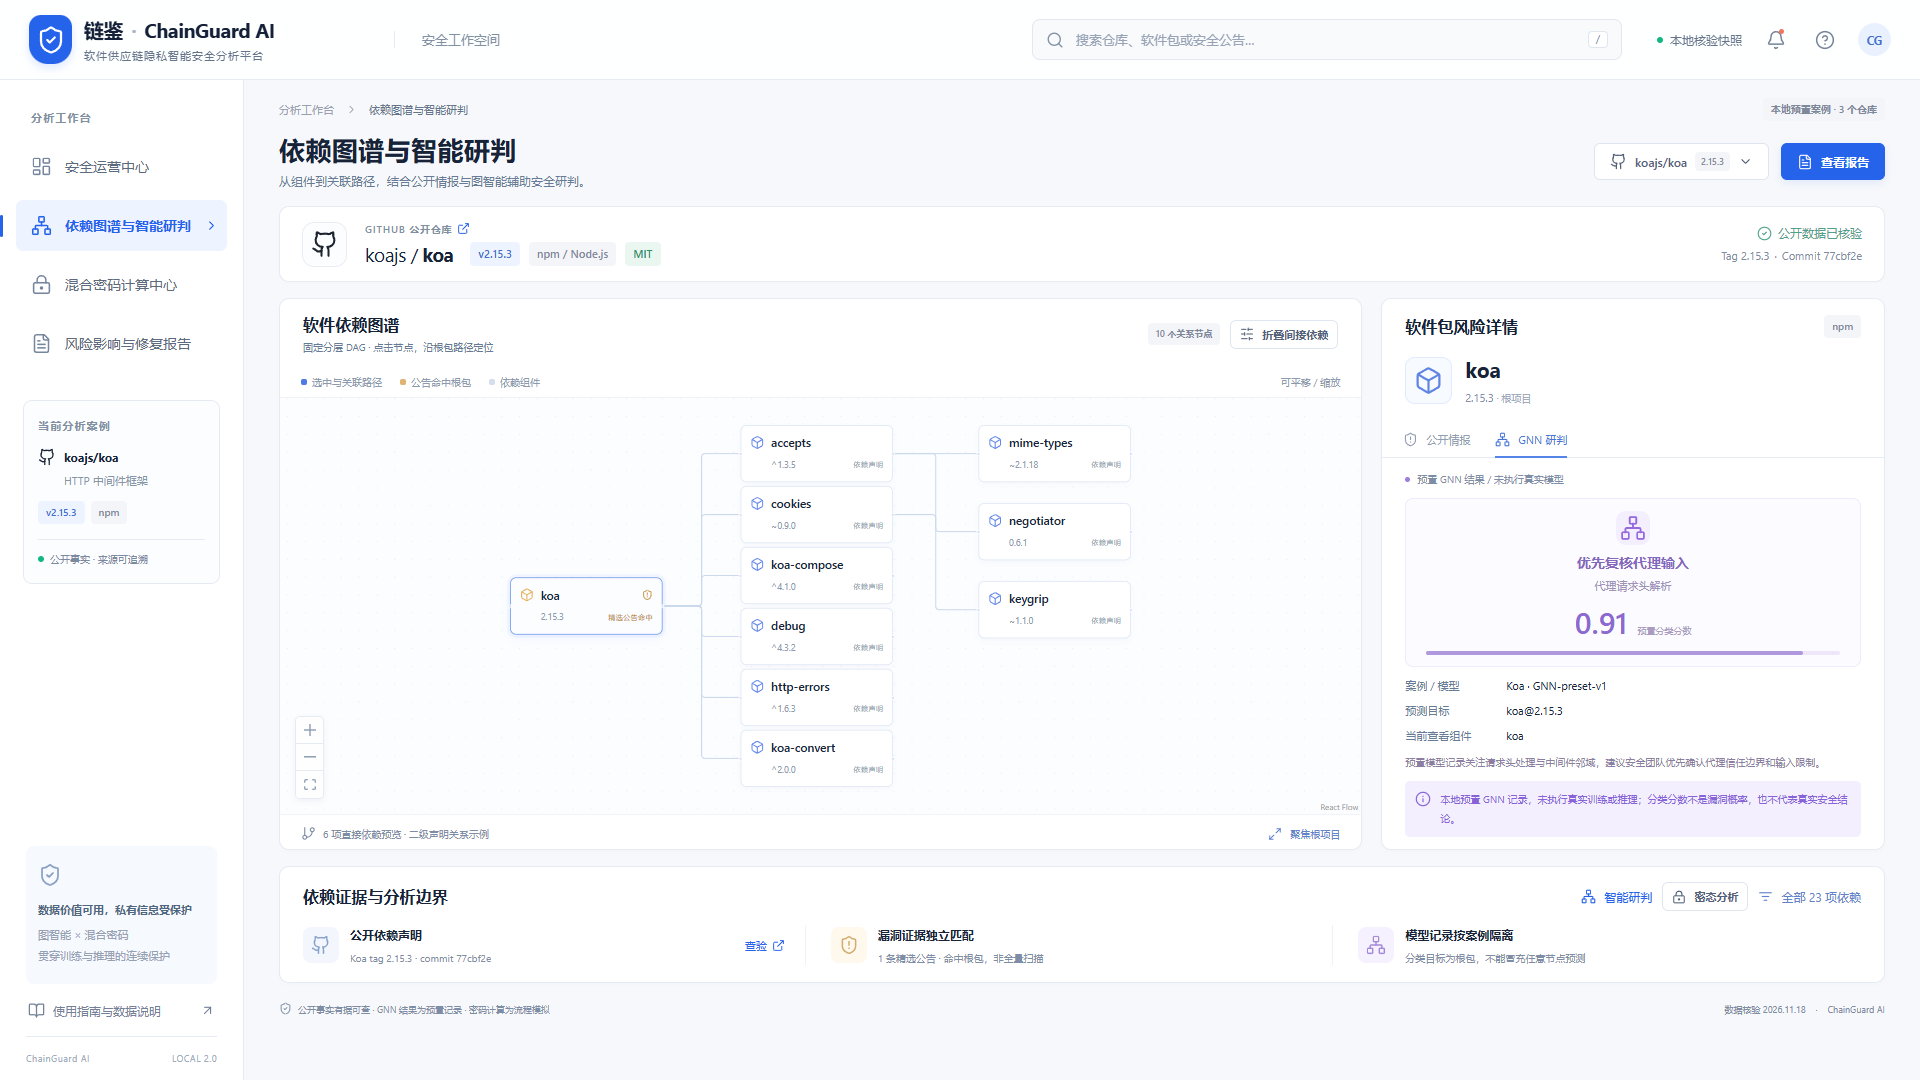 链鉴 · ChainGuard AI
软件供应链隐私智能安全分析平台
安全工作空间
搜索仓库、软件包或安全公告...
/
本地核验快照
CG
分析工作台
安全运营中心
依赖图谱与智能研判
混合密码计算中心
风险影响与修复报告
当前分析案例
koajs/koa
HTTP 中间件框架
v2.15.3
npm
公开事实 · 来源可追溯
数据价值可用，私有信息受保护
图智能 × 混合密码
贯穿训练与推理的连续保护
使用指南与数据说明
ChainGuard AI
LOCAL 2.0
分析工作台 > 依赖图谱与智能研判
本地预置案例 · 3 个仓库
依赖图谱与智能研判
从组件到关联路径，结合公开情报与图智能辅助安全研判。
koajs/koa
2.15.3
查看报告
GITHUB 公开仓库
koajs / koa
v2.15.3
npm / Node.js
MIT
公开数据已核验
Tag 2.15.3 · Commit 77cbf2e
软件依赖图谱
固定分层 DAG · 点击节点，沿根包路径定位
10 个关系节点
折叠间接依赖
选中与关联路径
公告命中根包
依赖组件
可平移 / 缩放
koa
2.15.3
精选公告命中
accepts
^1.3.5
依赖声明
cookies
~0.9.0
依赖声明
koa-compose
^4.1.0
依赖声明
debug
^4.3.2
依赖声明
http-errors
^1.6.3
依赖声明
koa-convert
^2.0.0
依赖声明
mime-types
~2.1.18
依赖声明
negotiator
0.6.1
依赖声明
keygrip
~1.1.0
依赖声明
React Flow
6 项直接依赖预览 · 二级声明关系示例
聚焦根项目
软件包风险详情
npm
koa
2.15.3 · 根项目
公开情报
GNN 研判
预置 GNN 结果 / 未执行真实模型
优先复核代理输入
代理请求头解析
0.91 预置分类分数
案例 / 模型
Koa · GNN-preset-v1
预测目标
koa@2.15.3
当前查看组件
koa
预置模型记录关注请求头处理与中间件邻域，建议安全团队优先确认代理信任边界和输入限制。
本地预置 GNN 记录，未执行真实训练或推理；分类分数不是漏洞概率，也不代表真实安全结
论。
依赖证据与分析边界
智能研判
密态分析
全部 23 项依赖
公开依赖声明
Koa tag 2.15.3 · commit 77cbf2e
查验
漏洞证据独立匹配
1 条精选公告 · 命中根包，非全量扫描
模型记录按案例隔离
分类目标为根包，不能冒充任意节点预测
公开事实有据可查 · GNN 结果为预置记录 · 密码计算为流程模拟
数据核验 2026.11.18 · ChainGuard AI